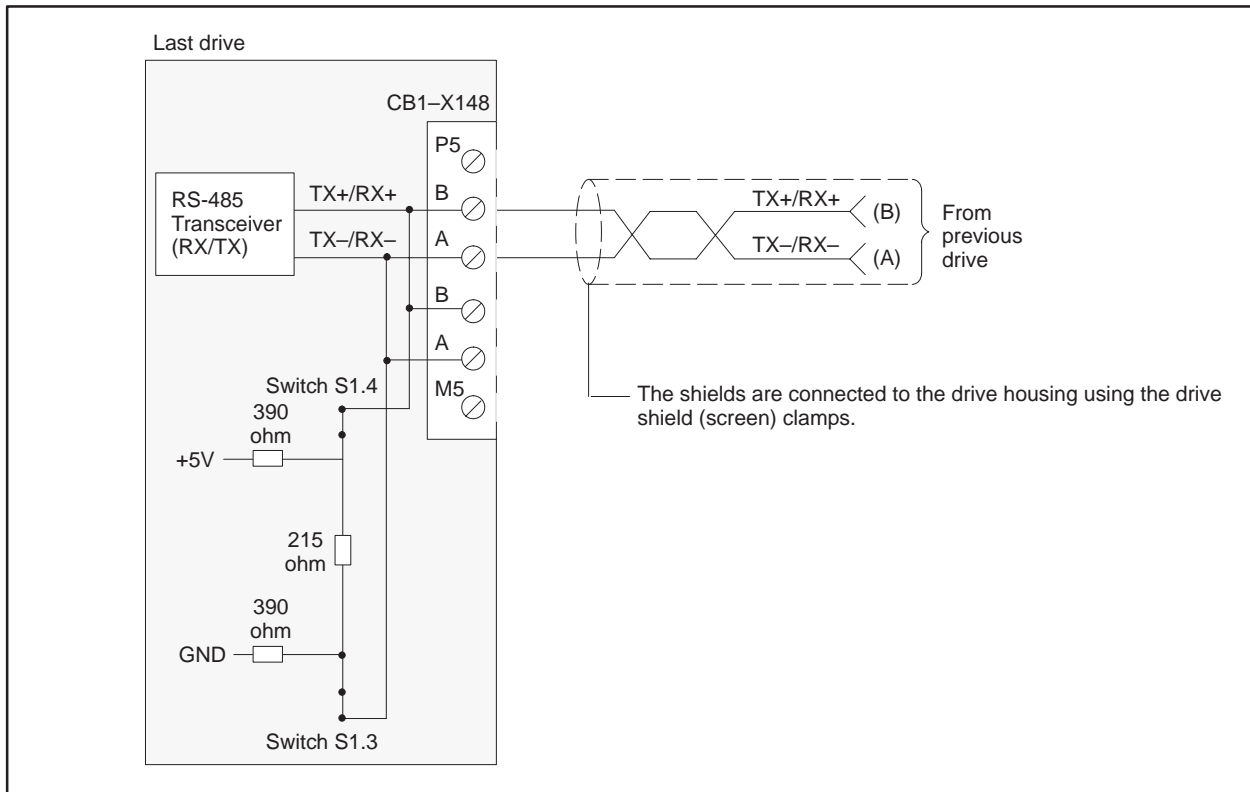 Last drive
CB1–X148
P5
RS-485
Transceiver
(RX/TX)
TX+/RX+
B
TX–/RX–
A
B
A
M5
TX+/RX+
(B)
TX–/RX–
(A)
From
previous
drive
The shields are connected to the drive housing using the drive
shield (screen) clamps.
Switch S1.4
390
ohm
+5V
215
ohm
390
ohm
GND
Switch S1.3